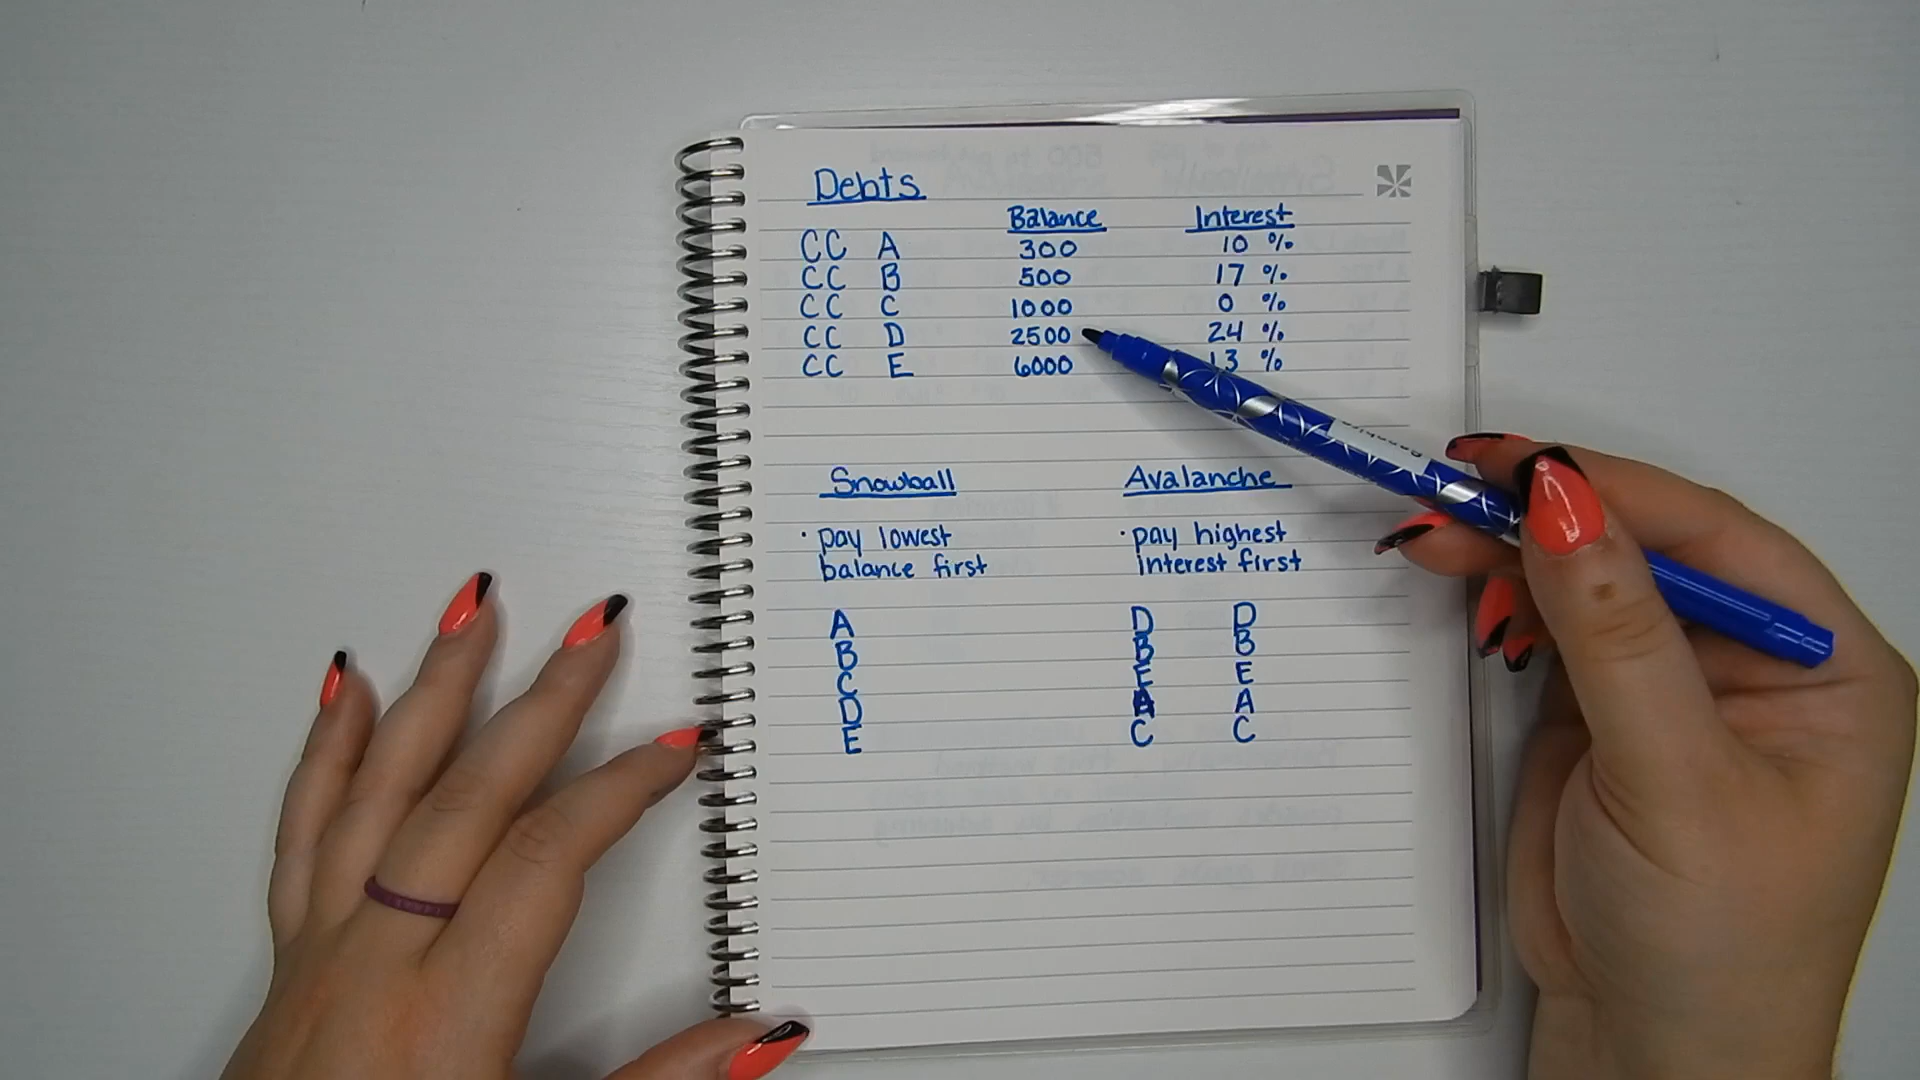 Debts
Balance Interest
CC A 300 10 %
CC B 500 17 %
CC C 1000 0 %
CC D 2500 24 %
CC E 6000 13 %
Snowball Avalanche
· pay lowest · pay highest
balance first interest first
A D D
B B B
C E E
D A A
E C C